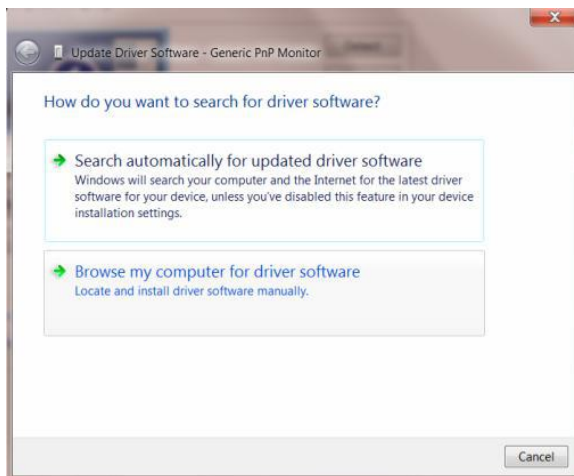 Update Driver Software - Generic PnP Monitor
How do you want to search for driver software?
Search automatically for updated driver software
Windows will search your computer and the Internet for the latest driver
software for your device, unless you've disabled this feature in your device
installation settings.
Browse my computer for driver software
Locate and install driver software manually.
Cancel